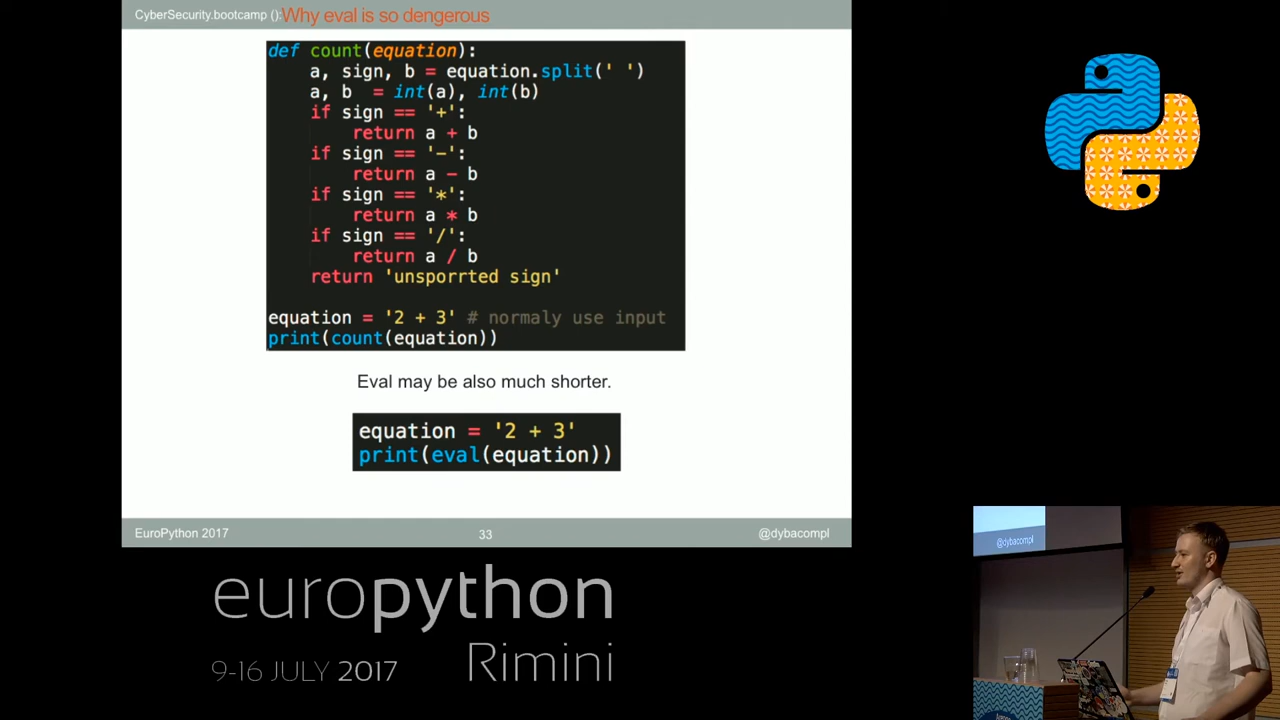 CyberSecurity.bootcamp ():Why eval is so dengerous
def count(equation):
    a, sign, b = equation.split(' ')
    a, b  = int(a), int(b)
    if sign == '+':
        return a + b
    if sign == '-':
        return a - b
    if sign == '*':
        return a * b
    if sign == '/':
        return a / b
    return 'unsporrted sign'
equation = '2 + 3' # normaly use input
print(count(equation))
Eval may be also much shorter.
equation = '2 + 3'
print(eval(equation))
EuroPython 2017 33 @dybacompl
@dybacompl
europython
Rimini
9-16 JULY 2017